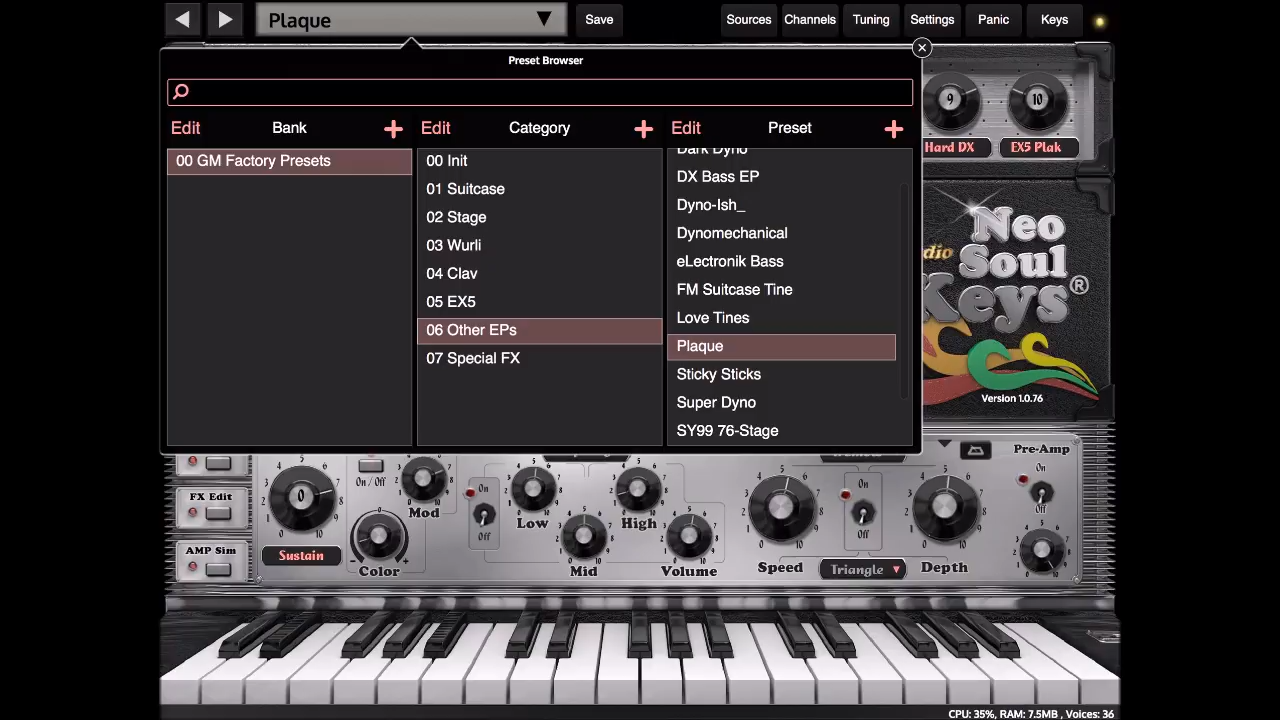 Plaque
Save
Sources
Channels
Tuning
Settings
Panic
Keys
Preset Browser
Edit Bank
Edit Category
Edit Preset
00 GM Factory Presets
00 Init
01 Suitcase
02 Stage
03 Wurli
04 Clav
05 EX5
06 Other EPs
07 Special FX
Dark Dyno
DX Bass EP
Dyno-Ish_
Dynomechanical
eLectronik Bass
FM Suitcase Tine
Love Tines
Plaque
Sticky Sticks
Super Dyno
SY99 76-Stage
9
10
Hard DX
EX5 Plak
Neo
dio Soul
Keys®
Version 1.0.76
FX Edit
AMP Sim
0
Sustain
On / Off
Mod
Color
On
Off
Low
Mid
High
Volume
Speed
On
Off
Triangle
Depth
Pre-Amp
On
Off
CPU: 35%, RAM: 7.5MB , Voices: 36